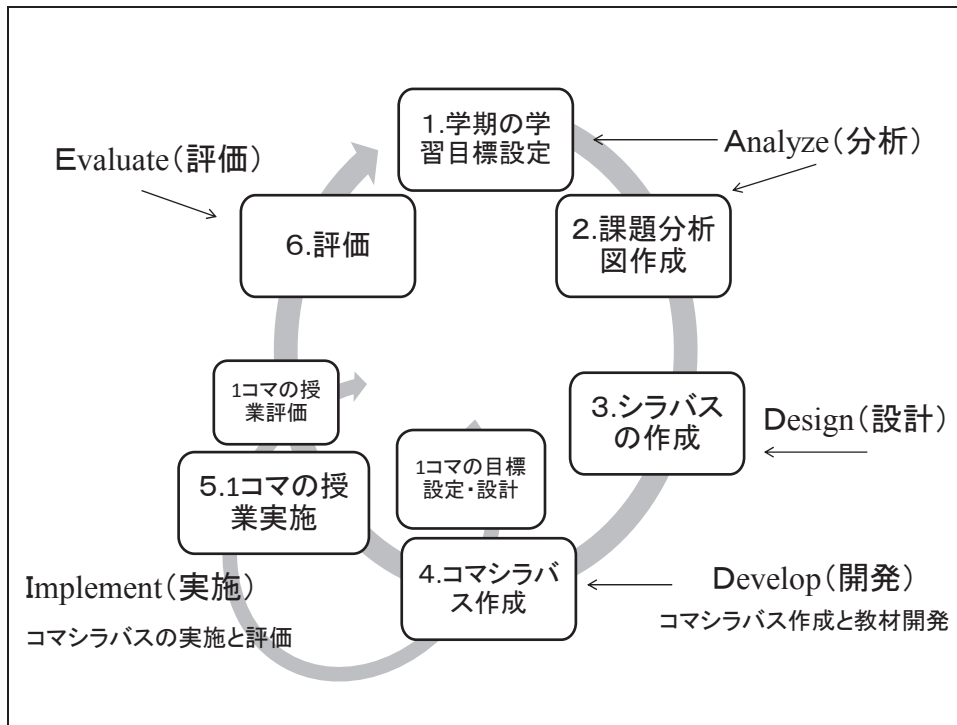 1.学期の学
習目標設定
Analyze(分析)
Evaluate(評価)
2.課題分析
図作成
6.評価
3.シラバス
の作成
Design(設計)
1コマの授
業評価
1コマの目標
設定・設計
5.1コマの授
業実施
4.コマシラバ
ス作成
Develop(開発)
コマシラバス作成と教材開発
Implement(実施)
コマシラバスの実施と評価